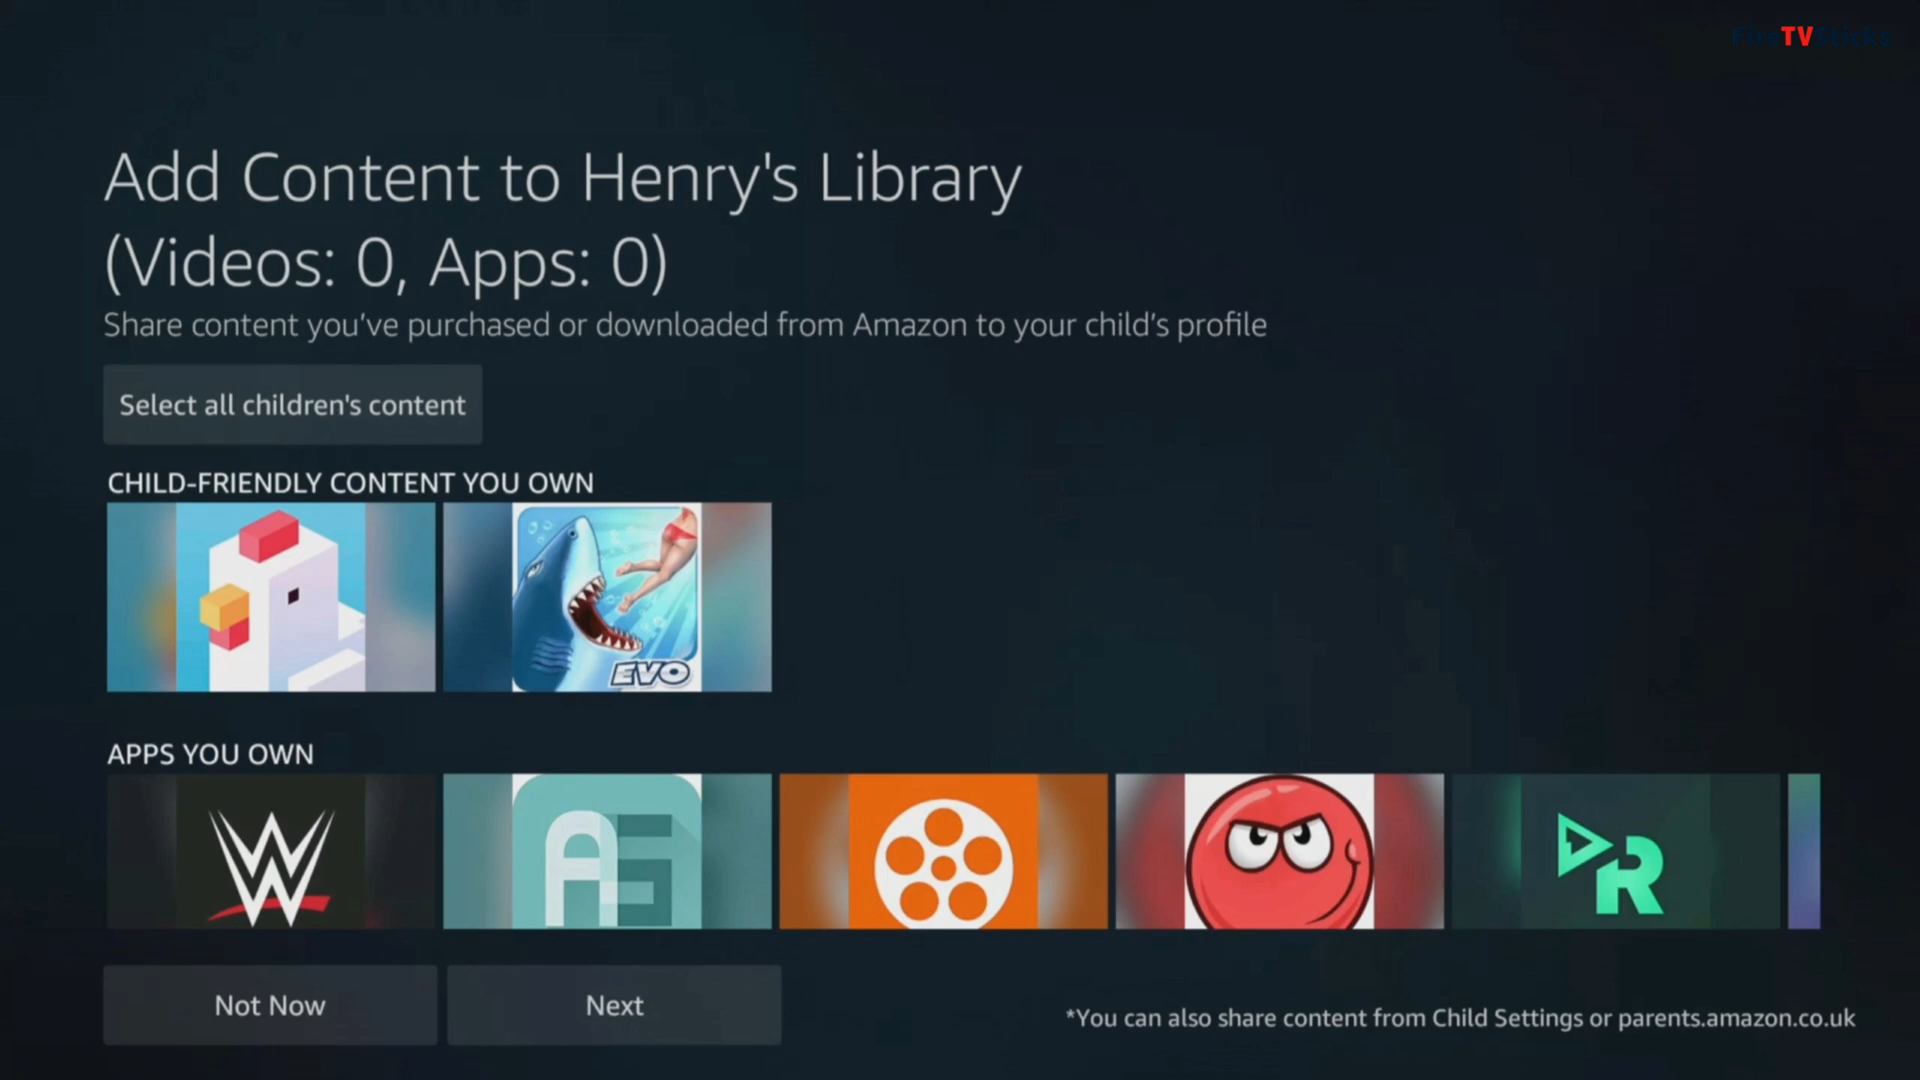 FireTVSticks
Add Content to Henry's Library
(Videos: 0, Apps: 0)
Share content you’ve purchased or downloaded from Amazon to your child’s profile
Select all children's content
CHILD-FRIENDLY CONTENT YOU OWN
EVO
APPS YOU OWN
W
AS
R
Not Now
Next
*You can also share content from Child Settings or parents.amazon.co.uk